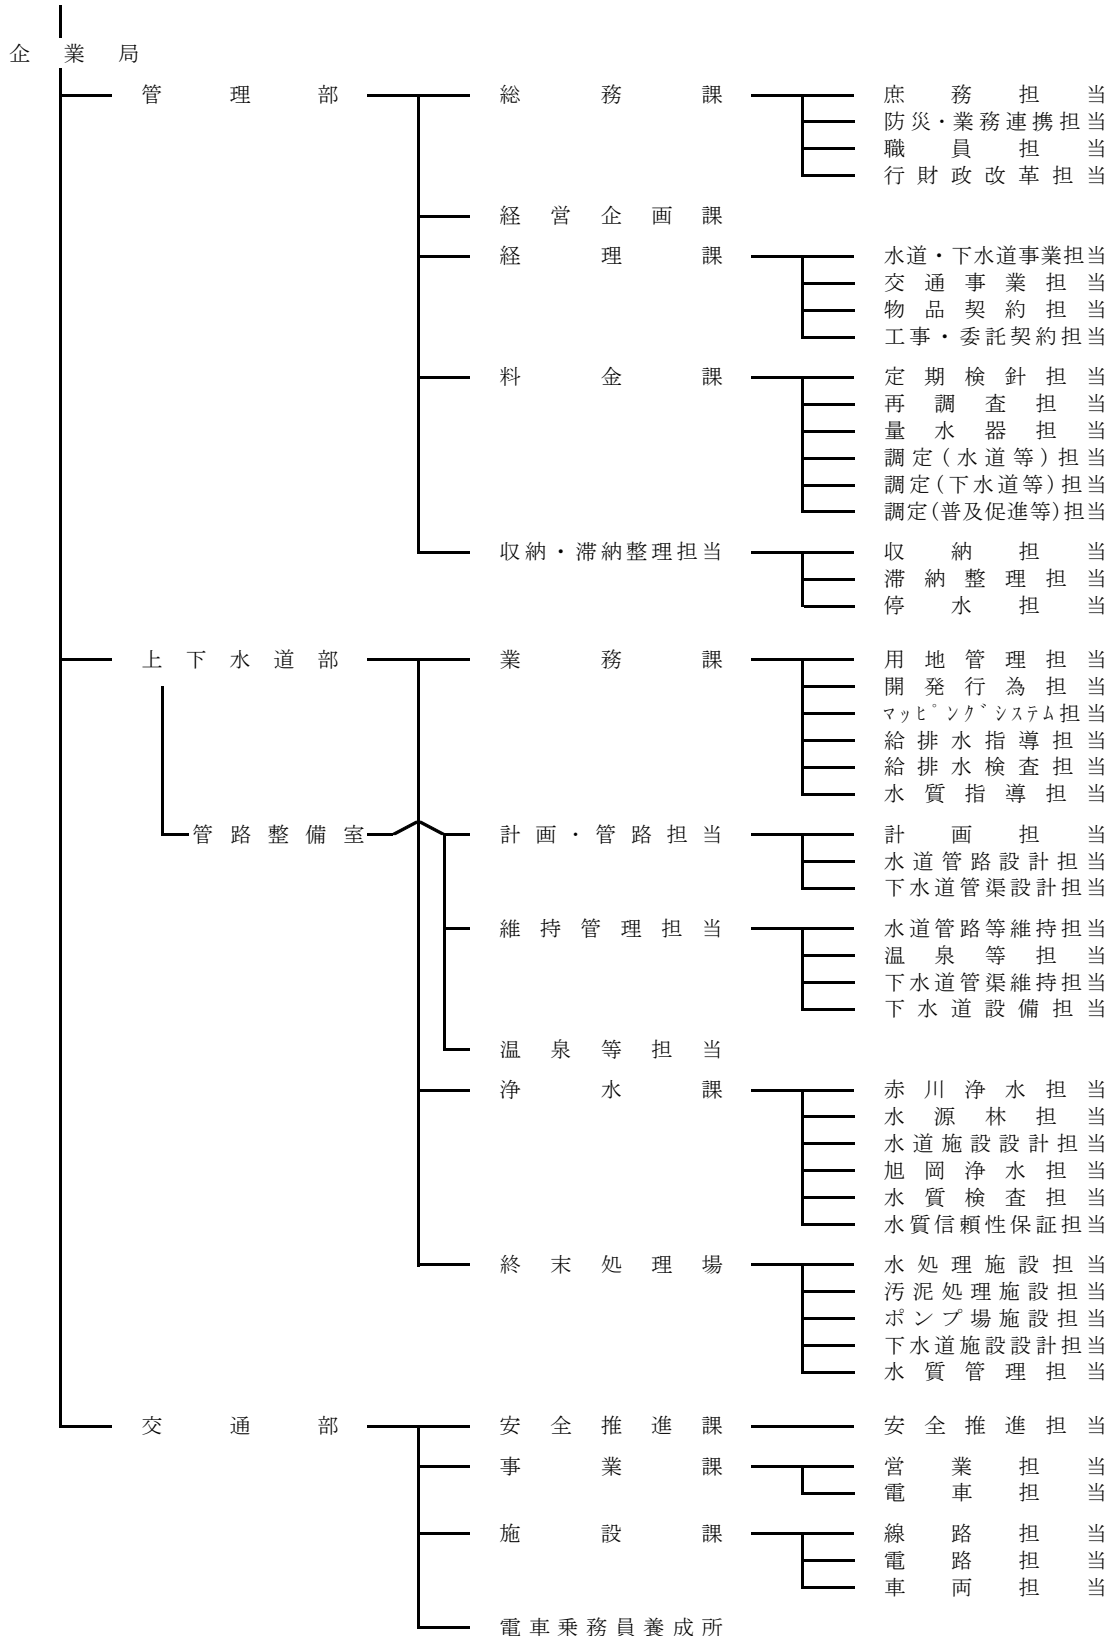 企業局
管理部 総務課 庶務担当
防災・業務連携担当
職員担当
行財政改革担当
経営企画課
経理課 水道・下水道事業担当
交通事業担当
物品契約担当
工事・委託契約担当
料金課 定期検針担当
再調査担当
量水器担当
調定(水道等)担当
調定(下水道等)担当
調定(普及促進等)担当
収納・滞納整理担当 収納担当
滞納整理担当
停水担当
上下水道部 業務課 用地管理担当
開発行為担当
マッピングシステム担当
給排水指導担当
給排水検査担当
水質指導担当
管路整備室 計画・管路担当 計画担当
水道管路設計担当
下水道管渠設計担当
維持管理担当 水道管路等維持担当
温泉等担当
下水道管渠維持担当
下水道設備担当
温泉等担当
浄水課 赤川浄水担当
水源林担当
水道施設設計担当
旭岡浄水担当
水質検査担当
水質信頼性保証担当
終末処理場 水処理施設担当
汚泥処理施設担当
ポンプ場施設担当
下水道施設設計担当
水質管理担当
交通部 安全推進課 安全推進担当
事業課 営業担当
電車担当
施設課 線路担当
電路担当
車両担当
電車乗務員養成所